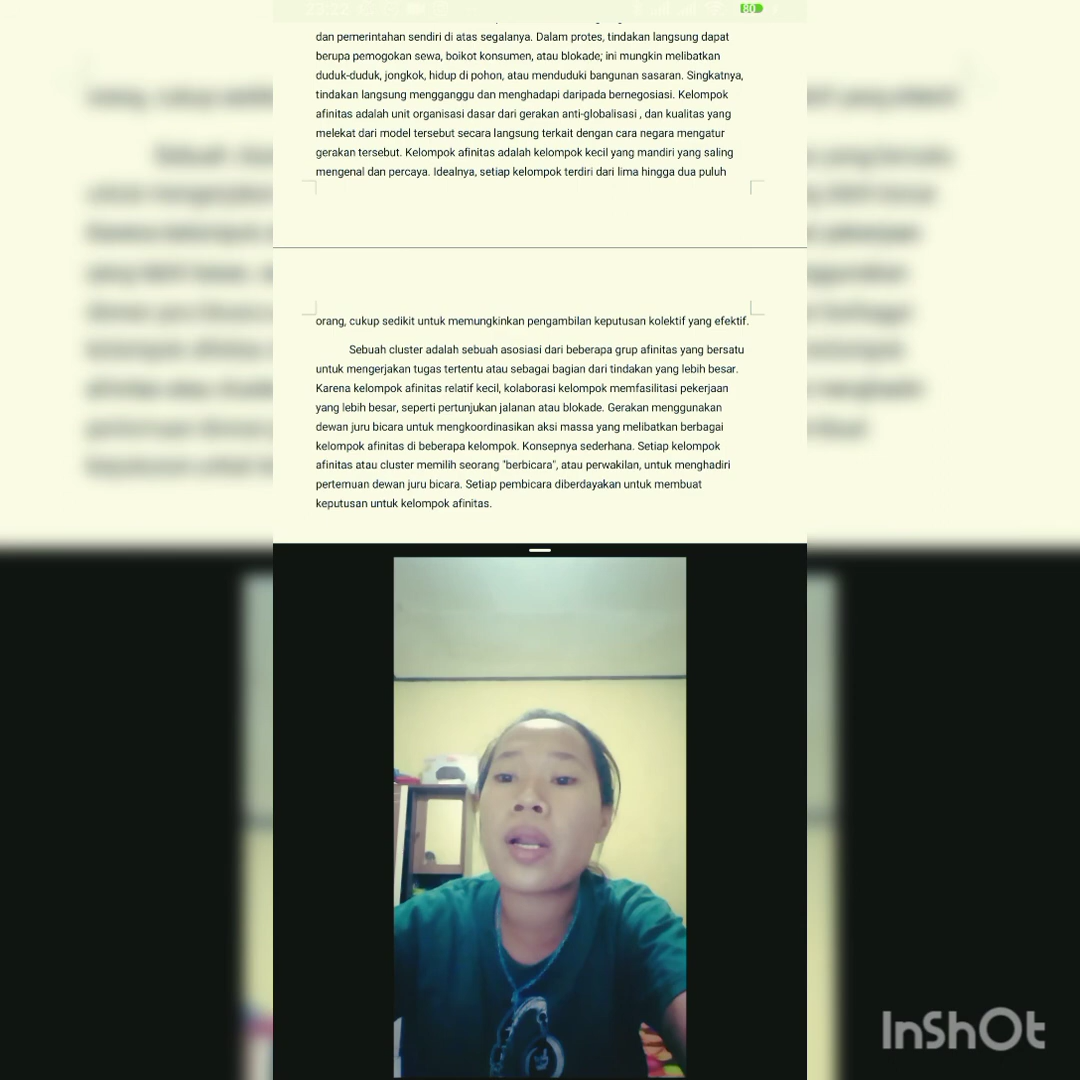 23:32
80
dan pemerintahan sendiri di atas segalanya. Dalam protes, tindakan langsung dapat
berupa pemogokan sewa, boikot konsumen, atau blokade; ini mungkin melibatkan
duduk-duduk, jongkok, hidup di pohon, atau menduduki bangunan sasaran. Singkatnya,
tindakan langsung mengganggu dan menghadapi daripada bernegosiasi. Kelompok
afinitas adalah unit organisasi dasar dari gerakan anti-globalisasi , dan kualitas yang
melekat dari model tersebut secara langsung terkait dengan cara negara mengatur
gerakan tersebut. Kelompok afinitas adalah kelompok kecil yang mandiri yang saling
mengenal dan percaya. Idealnya, setiap kelompok terdiri dari lima hingga dua puluh
orang, cukup sedikit untuk memungkinkan pengambilan keputusan kolektif yang efektif.
Sebuah cluster adalah sebuah asosiasi dari beberapa grup afinitas yang bersatu
untuk mengerjakan tugas tertentu atau sebagai bagian dari tindakan yang lebih besar.
Karena kelompok afinitas relatif kecil, kolaborasi kelompok memfasilitasi pekerjaan
yang lebih besar, seperti pertunjukan jalanan atau blokade. Gerakan menggunakan
dewan juru bicara untuk mengkoordinasikan aksi massa yang melibatkan berbagai
kelompok afinitas di beberapa kelompok. Konsepnya sederhana. Setiap kelompok
afinitas atau cluster memilih seorang "berbicara", atau perwakilan, untuk menghadiri
pertemuan dewan juru bicara. Setiap pembicara diberdayakan untuk membuat
keputusan untuk kelompok afinitas.
InShOt